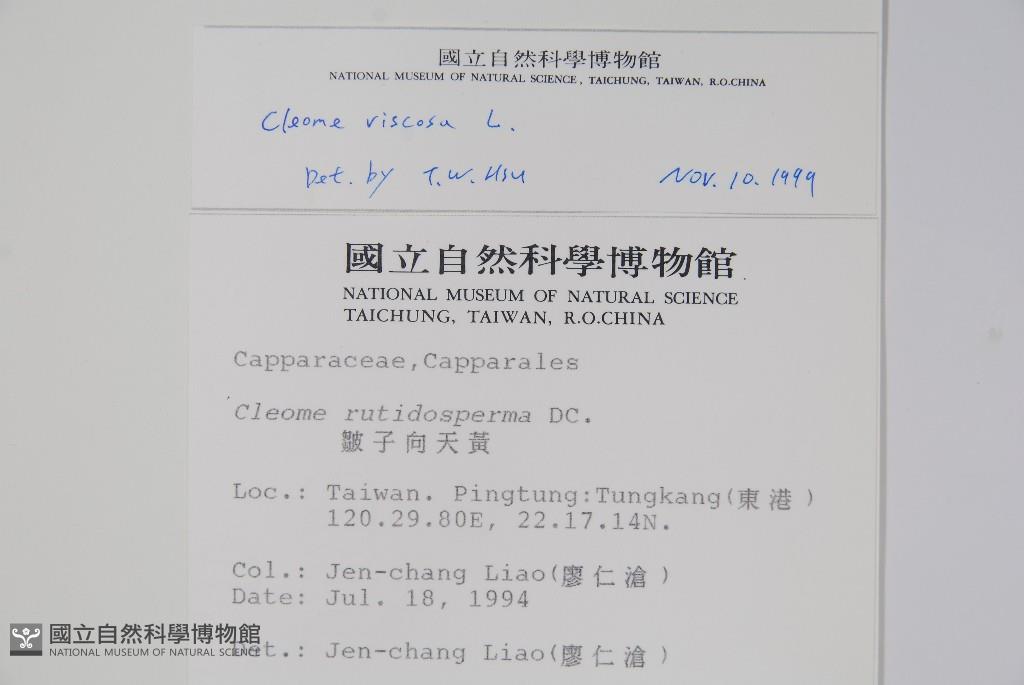 國立自然科學博物館
NATIONAL MUSEUM OF NATURAL SCIENCE, TAICHUNG, TAIWAN, R.O.CHINA
Cleome viscosa L.
Det. by T.W. Hsu Nov. 10. 1999
國立自然科學博物館
NATIONAL MUSEUM OF NATURAL SCIENCE
TAICHUNG, TAIWAN, R.O.CHINA
Capparaceae,Capparales
Cleome rutidosperma DC.
皺子向天黃
Loc.: Taiwan. Pingtung:Tungkang(東港)
120.29.80E, 22.17.14N.
Col.: Jen-chang Liao(廖仁滄)
Date: Jul. 18, 1994
Det.: Jen-chang Liao(廖仁滄)
國立自然科學博物館
NATIONAL MUSEUM OF NATURAL SCIENCE